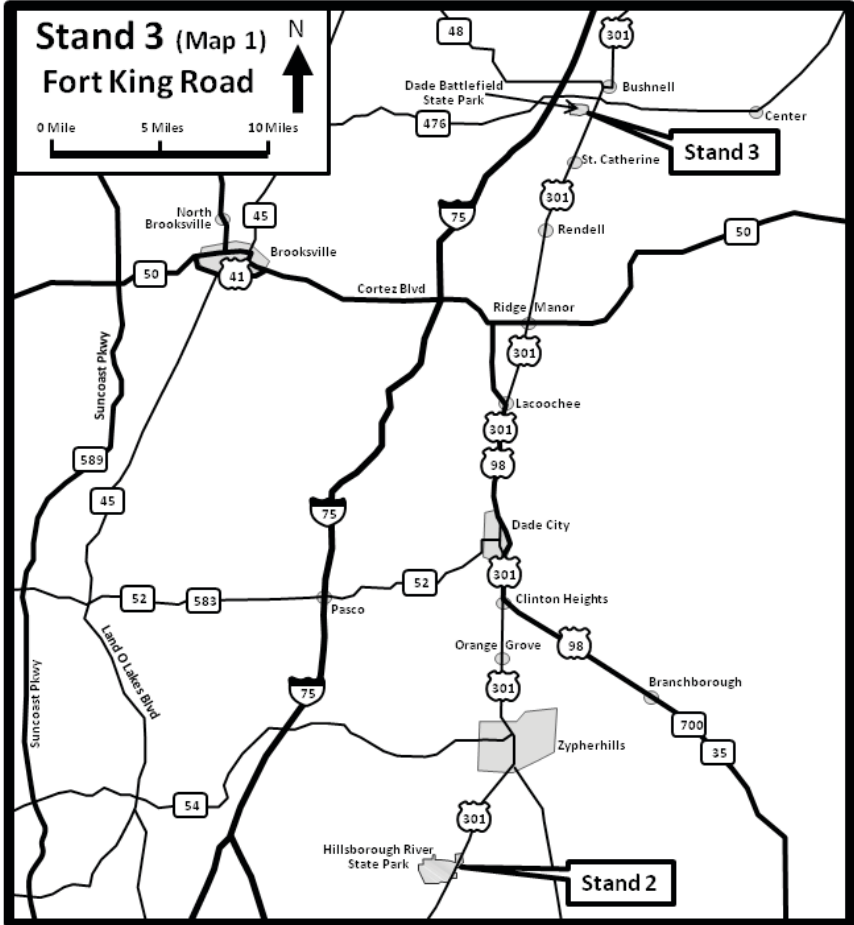 Stand 3 (Map 1)
Fort King Road
N
0 Mile
5 Miles
10 Miles
48
301
Bushnell
Dade Battlefield
State Park
476
Center
Stand 3
St. Catherine
301
75
North
Brooksville
45
Rendell
50
Brooksville
50
41
Cortez Blvd
Ridge Manor
301
Suncoast Pkwy
Lacoochee
301
98
589
45
75
Dade City
301
52
52
583
Pasco
Clinton Heights
Land O Lakes Blvd
Orange Grove
98
Suncoast Pkwy
75
301
Branchborough
700
35
Zypherhills
54
301
Hillsborough River
State Park
Stand 2